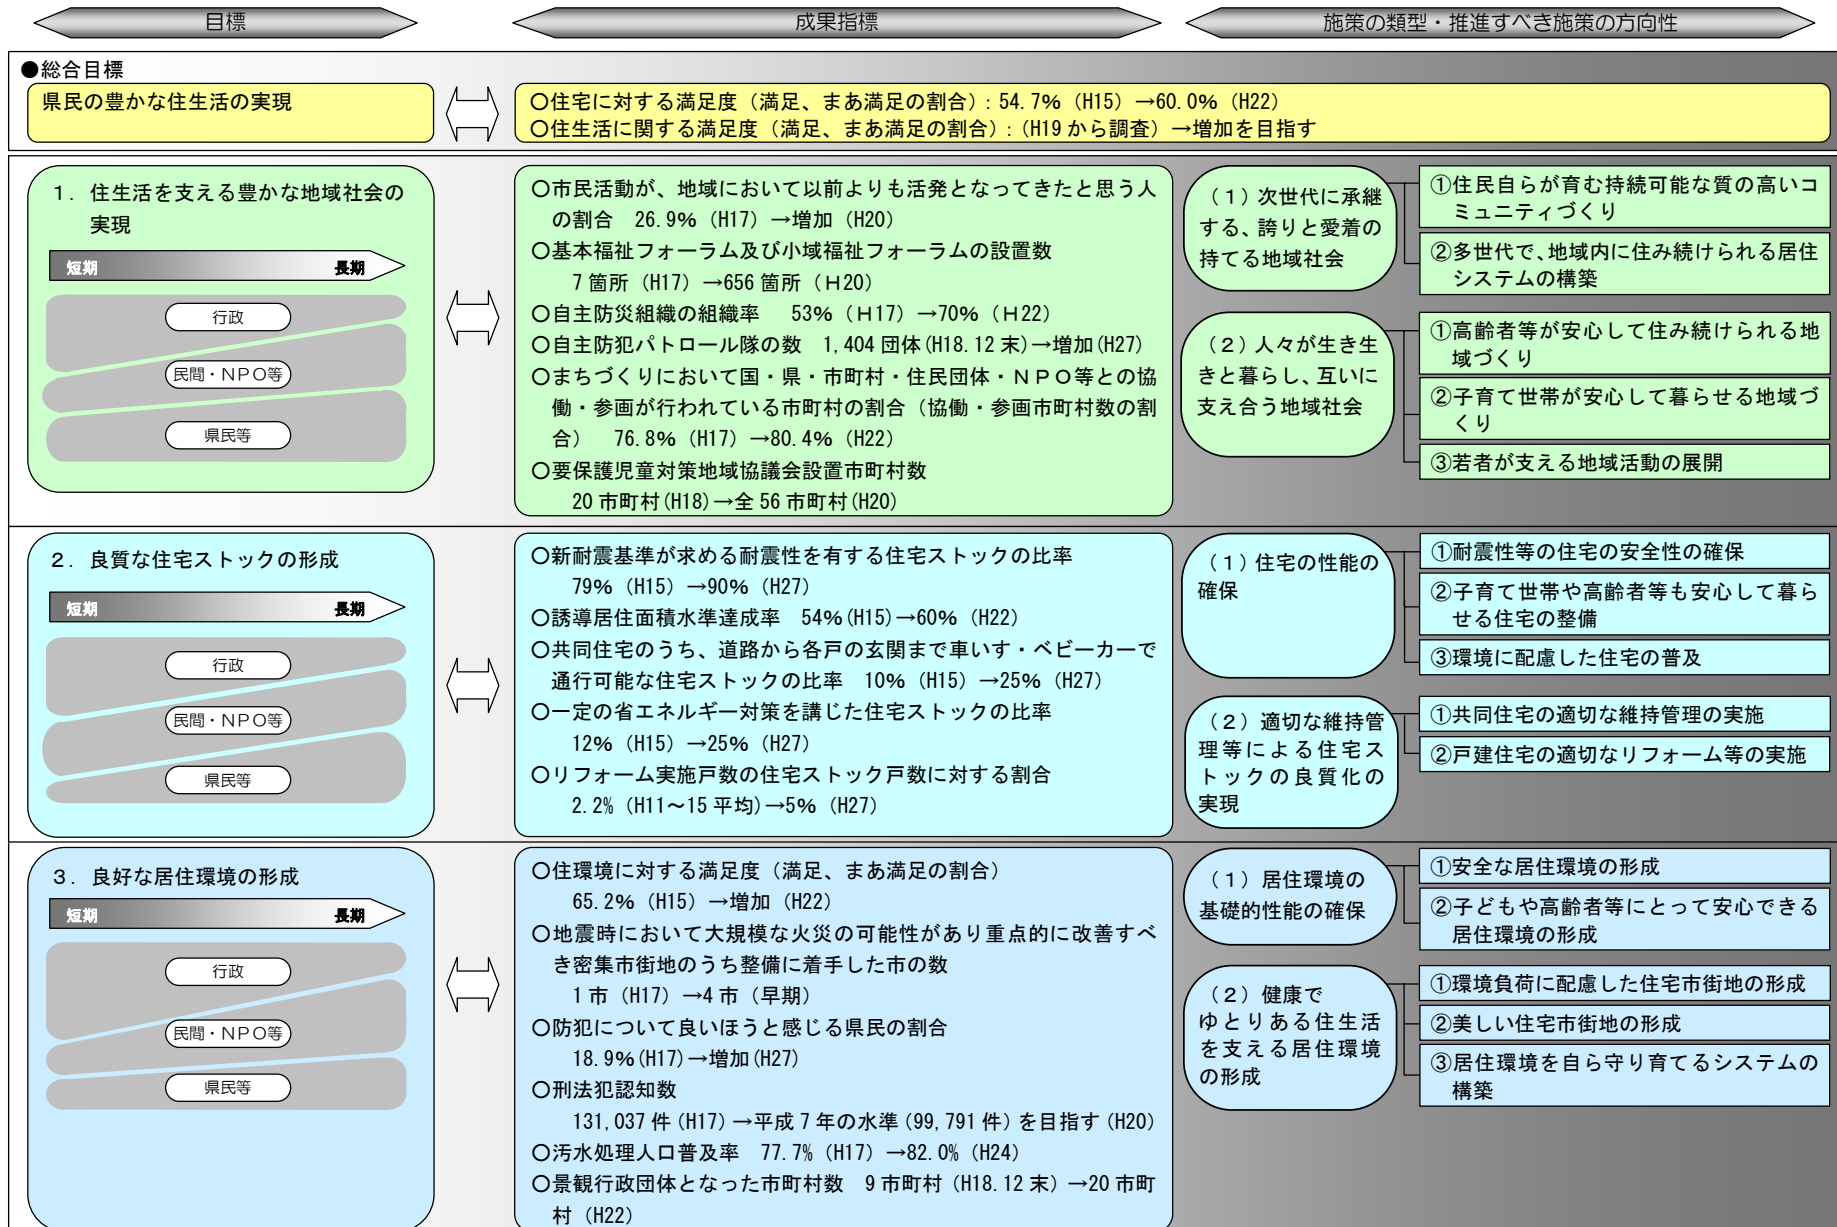 目標
成果指標
施策の類型・推進すべき施策の方向性
●総合目標
県民の豊かな住生活の実現
○住宅に対する満足度（満足、まあ満足の割合）：54.7%（H15）→60.0%（H22）
○住生活に関する満足度（満足、まあ満足の割合）：（H19から調査）→増加を目指す
1．住生活を支える豊かな地域社会の
実現
短期
長期
行政
民間・NPO等
県民等
○市民活動が、地域において以前よりも活発となってきたと思う人
の割合　26.9%（H17）→増加（H20）
○基本福祉フォーラム及び小域福祉フォーラムの設置数
7箇所（H17）→656箇所（H20）
○自主防災組織の組織率　53%（H17）→70%（H22）
○自主防犯パトロール隊の数　1,404団体(H18.12末)→増加(H27)
○まちづくりにおいて国・県・市町村・住民団体・NPO等との協
働・参画が行われている市町村の割合（協働・参画市町村数の割
合）　76.8%（H17）→80.4%（H22）
○要保護児童対策地域協議会設置市町村数
20市町村(H18)→全56市町村(H20)
（1）次世代に承継
する、誇りと愛着の
持てる地域社会
①住民自らが育む持続可能な質の高いコ
ミュニティづくり
②多世代で、地域内に住み続けられる居住
システムの構築
（2）人々が生き生
きと暮らし、互いに
支え合う地域社会
①高齢者等が安心して住み続けられる地
域づくり
②子育て世帯が安心して暮らせる地域づ
くり
③若者が支える地域活動の展開
2．良質な住宅ストックの形成
短期
長期
行政
民間・NPO等
県民等
○新耐震基準が求める耐震性を有する住宅ストックの比率
79%（H15）→90%（H27）
○誘導居住面積水準達成率　54%(H15)→60%（H22）
○共同住宅のうち、道路から各戸の玄関まで車いす・ベビーカーで
通行可能な住宅ストックの比率　10%（H15）→25%（H27）
○一定の省エネルギー対策を講じた住宅ストックの比率
12%（H15）→25%（H27）
○リフォーム実施戸数の住宅ストック戸数に対する割合
2.2%（H11～15平均)→5%（H27）
（1）住宅の性能の
確保
①耐震性等の住宅の安全性の確保
②子育て世帯や高齢者等も安心して暮ら
せる住宅の整備
③環境に配慮した住宅の普及
（2）適切な維持管
理等による住宅ス
トックの良質化の
実現
①共同住宅の適切な維持管理の実施
②戸建住宅の適切なリフォーム等の実施
3．良好な居住環境の形成
短期
長期
行政
民間・NPO等
県民等
○住環境に対する満足度（満足、まあ満足の割合）
65.2%（H15）→増加（H22）
○地震時において大規模な火災の可能性があり重点的に改善すべ
き密集市街地のうち整備に着手した市の数
1市（H17）→4市（早期）
○防犯について良いほうと感じる県民の割合
18.9%(H17)→増加(H27)
○刑法犯認知数
131,037件(H17)→平成7年の水準(99,791件)を目指す(H20)
○汚水処理人口普及率　77.7%（H17）→82.0%（H24）
○景観行政団体となった市町村数　9市町村（H18.12末）→20市町
村（H22）
（1）居住環境の
基礎的性能の確保
①安全な居住環境の形成
②子どもや高齢者等にとって安心できる
居住環境の形成
（2）健康で
ゆとりある住生活
を支える居住環境
の形成
①環境負荷に配慮した住宅市街地の形成
②美しい住宅市街地の形成
③居住環境を自ら守り育てるシステムの
構築